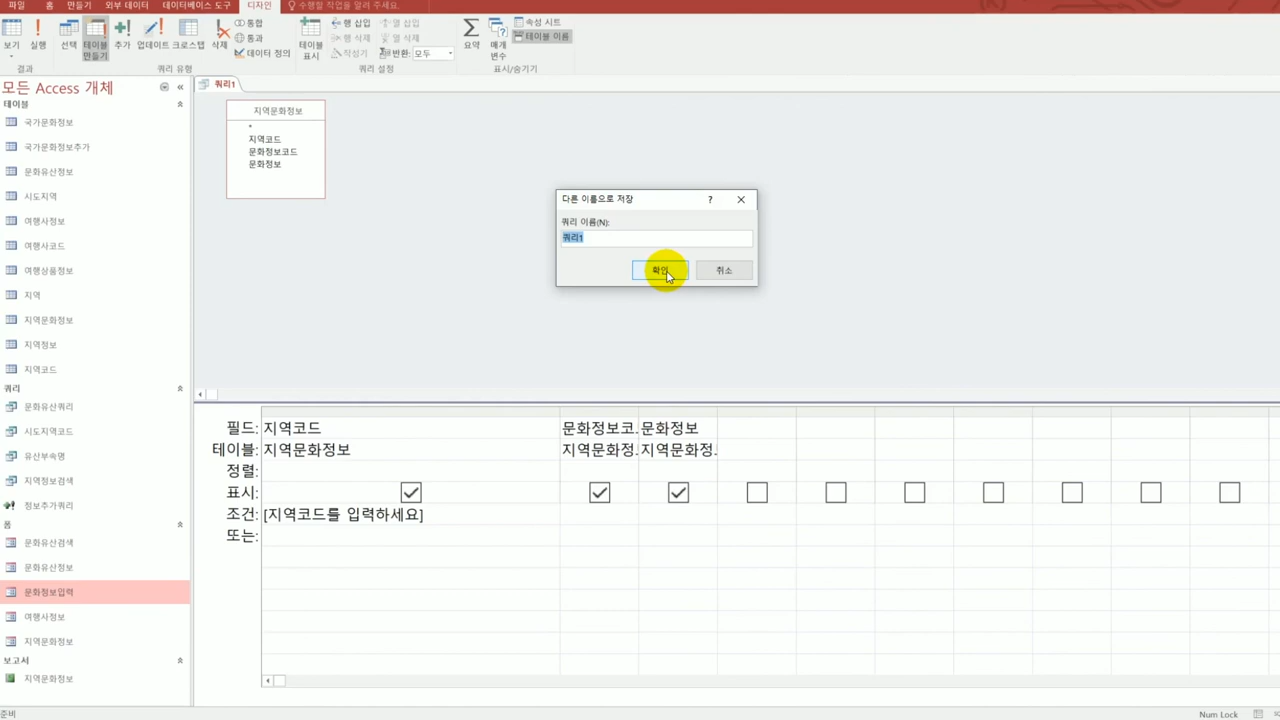 파일 홈 만들기 외부 데이터 데이터베이스 도구 디자인 수행할 작업을 알려 주세요.
보기 실행 선택 테이블 만들기 추가 업데이트 크로스탭 삭제
통합
통과
데이터 정의
테이블 표시
행 삽입 열 삽입
행 삭제 열 삭제
작성기 반환: 모두
요약 매개 변수
속성 시트
테이블 이름
결과 쿼리 유형 쿼리 설정 표시/숨기기
모든 Access 개체
테이블
국가문화정보
국가문화정보추가
문화유산정보
시도지역
여행사정보
여행사코드
여행상품정보
지역
지역문화정보
지역정보
지역코드
쿼리
문화유산쿼리
시도지역코드
유산부속명
지역정보검색
정보추가쿼리
폼
문화유산검색
문화유산정보
문화정보입력
여행사정보
지역문화정보
보고서
지역문화정보
쿼리1
지역문화정보
*
지역코드
문화정보코드
문화정보
다른 이름으로 저장 ?
쿼리 이름(N):
쿼리1
확인 취소
필드: 지역코드 문화정보코 문화정보
테이블: 지역문화정보 지역문화정 지역문화정
정렬:
표시:
조건: [지역코드를 입력하세요]
또는:
준비 Num Lock